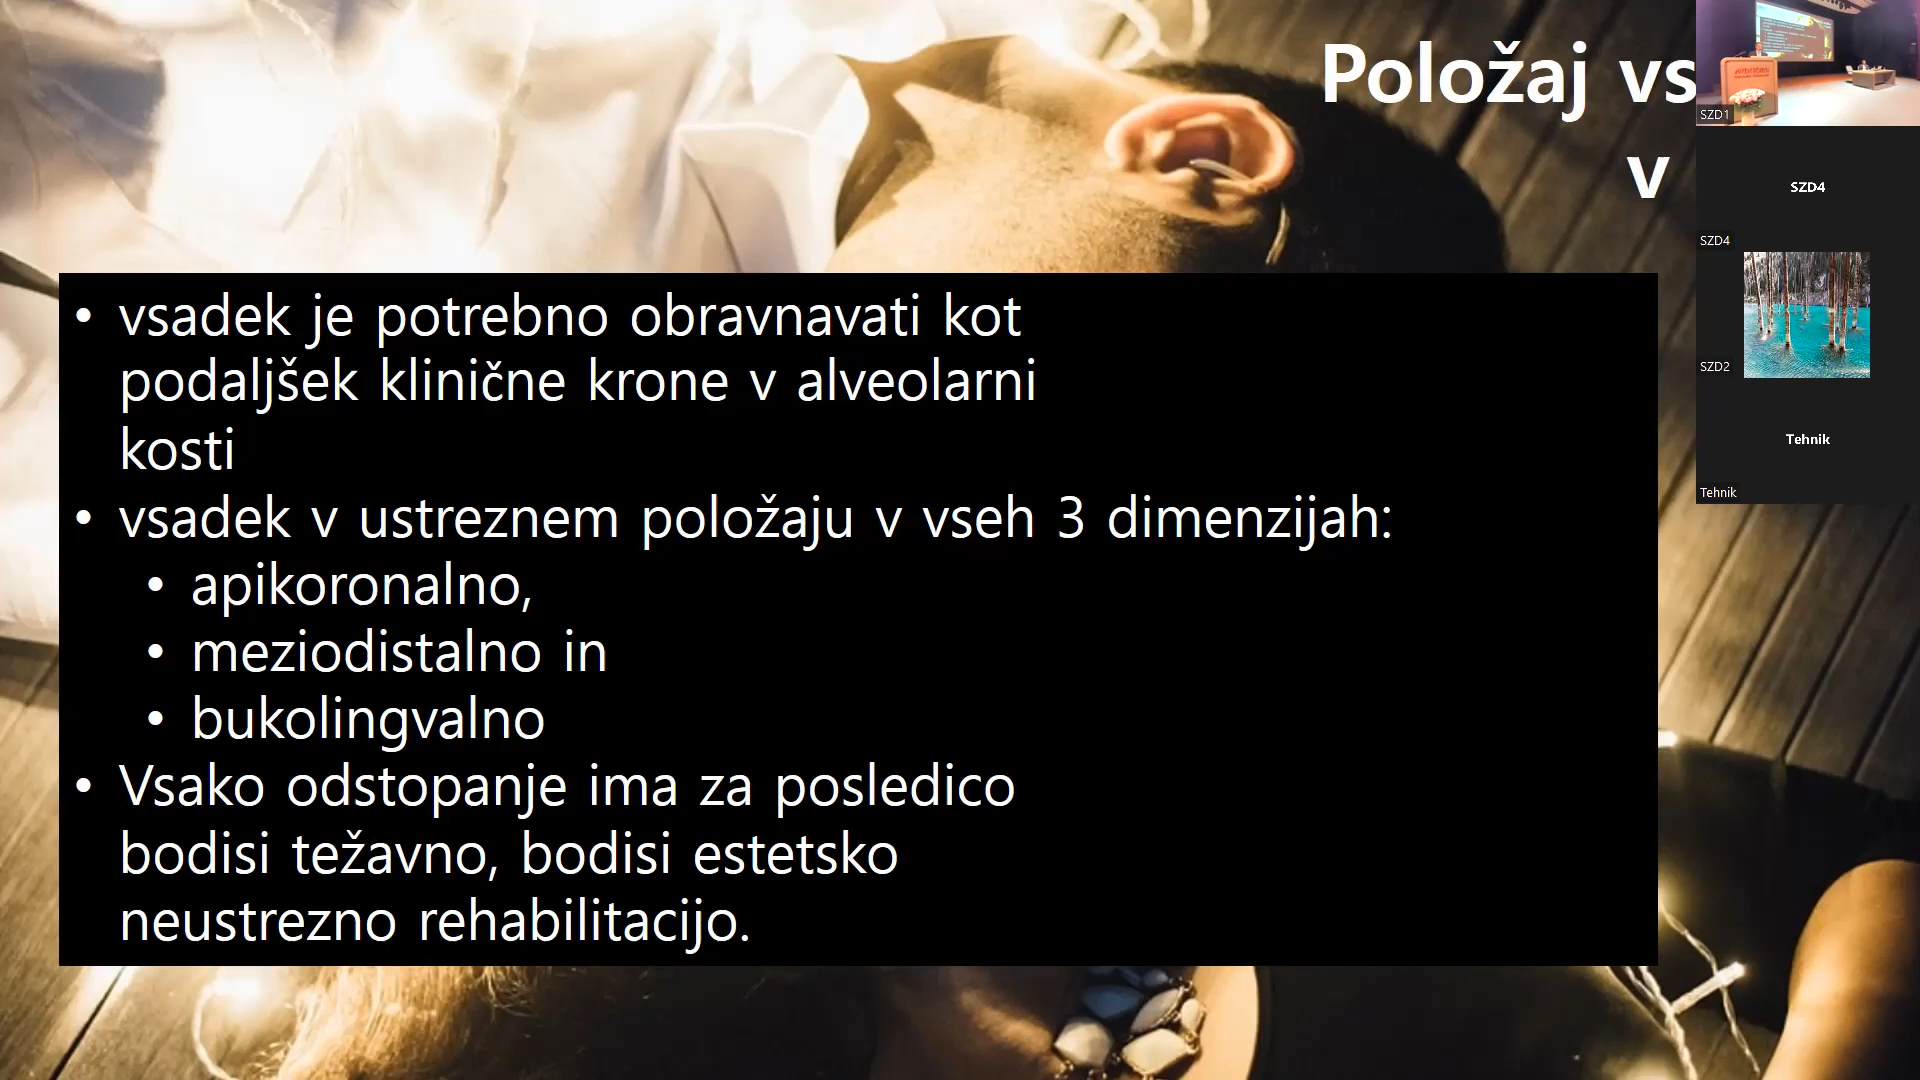 Položaj vs
v
• vsadek je potrebno obravnavati kot
podaljšek klinične krone v alveolarni
kosti
• vsadek v ustreznem položaju v vseh 3 dimenzijah:
• apikoronalno,
• meziodistalno in
• bukolingvalno
• Vsako odstopanje ima za posledico
bodisi težavno, bodisi estetsko
neustrezno rehabilitacijo.
SZD1
SZD4
SZD4
SZD2
Tehnik
Tehnik